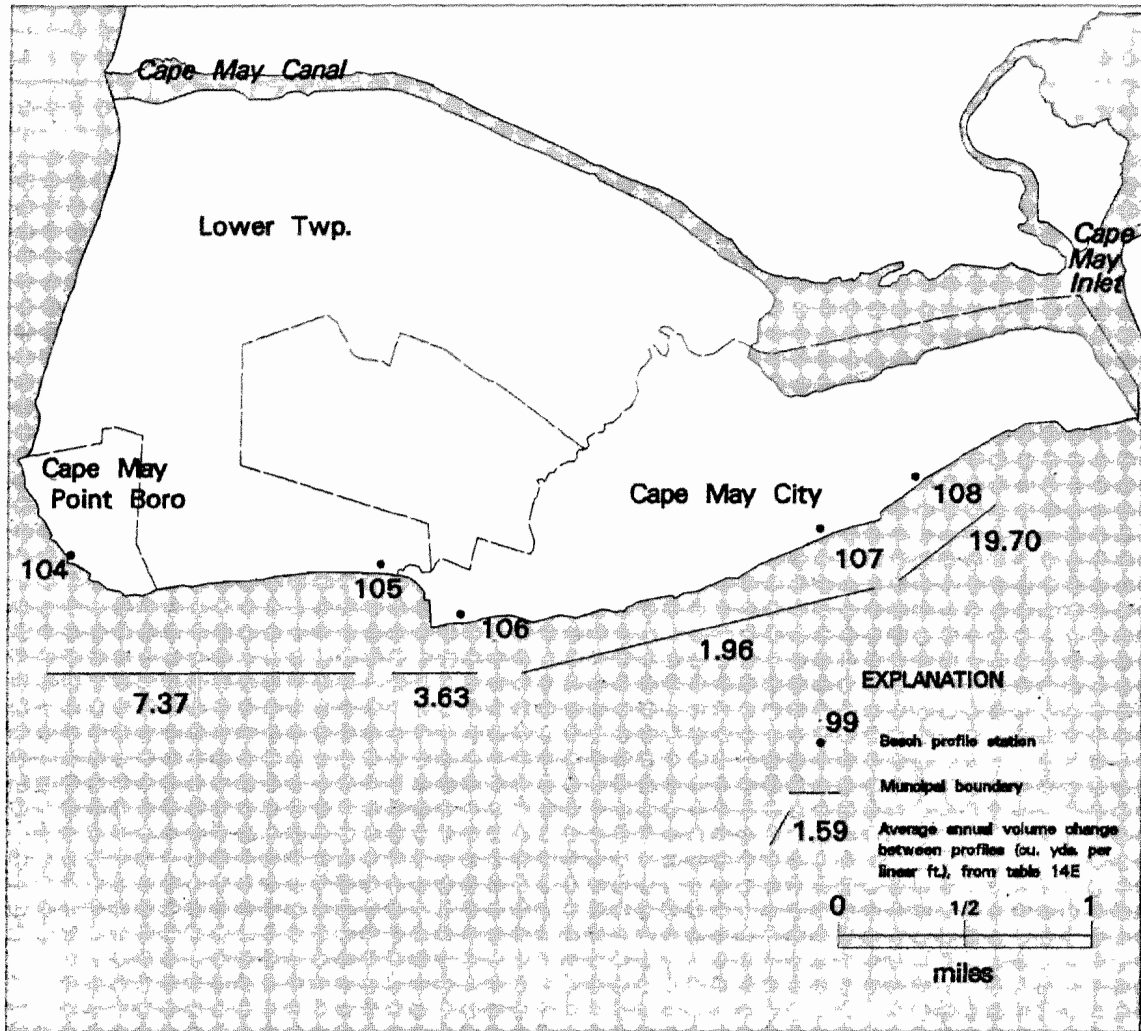 Cape May Canal
Lower Twp.
Cape
May
Inlet
Cape May
Point Boro
Cape May City
104
105
106
107
108
19.70
1.96
7.37
3.63
EXPLANATION
99
Beach profile station
Municipal boundary
1.59
Average annual volume change
between profiles (cu. yds. per
linear ft.), from table 14E
0
1/2
1
miles